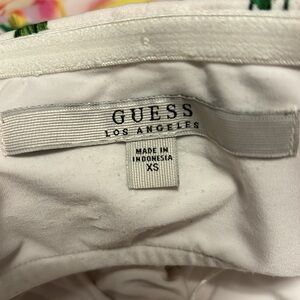 GUESS
LOS ANGELES
MADE IN
INDONESIA
XS